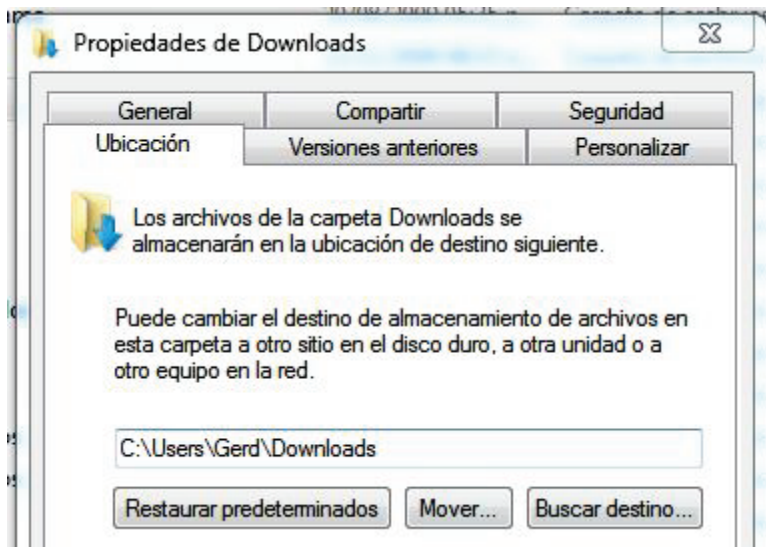 Propiedades de Downloads
General
Compartir
Seguridad
Ubicación
Versiones anteriores
Personalizar
Los archivos de la carpeta Downloads se
almacenarán en la ubicación de destino siguiente.
Puede cambiar el destino de almacenamiento de archivos en
esta carpeta a otro sitio en el disco duro, a otra unidad o a
otro equipo en la red.
C:\Users\Gerd\Downloads
Restaurar predeterminados
Mover...
Buscar destino...